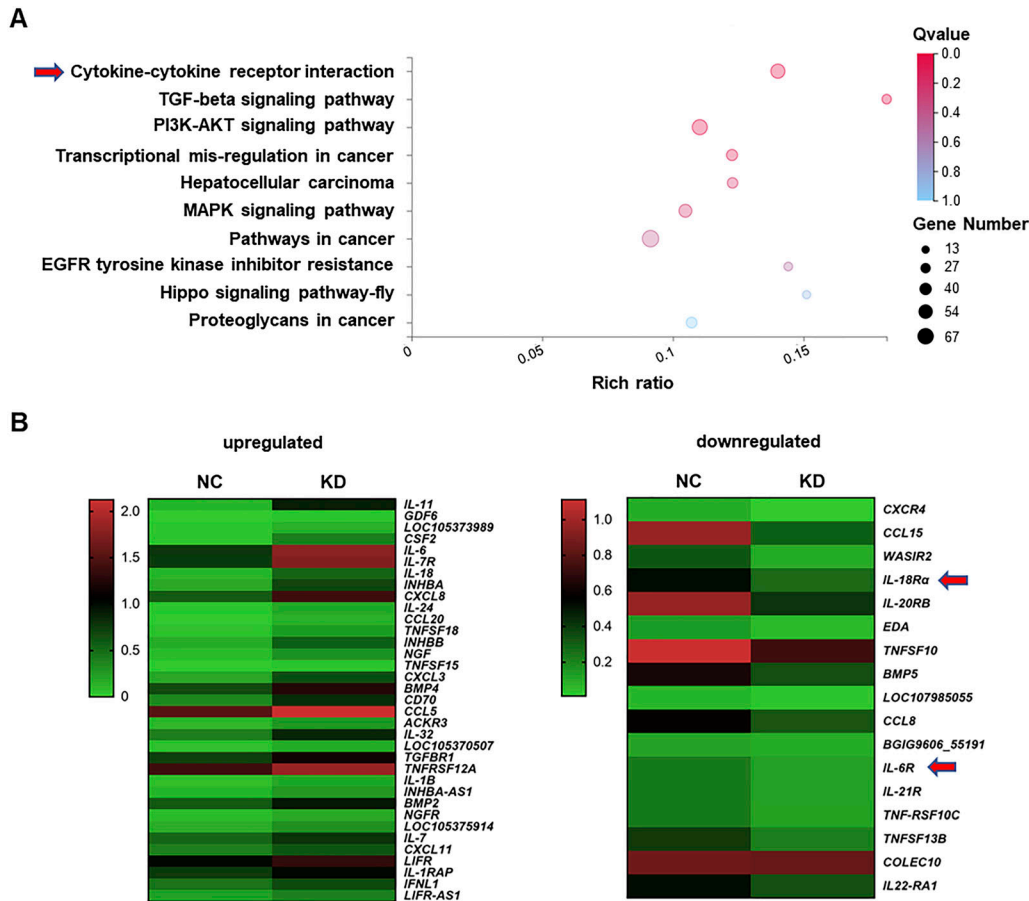 A
Qvalue
0.0
0.2
0.4
0.6
0.8
1.0
Gene Number
13
27
40
54
67
Cytokine-cytokine receptor interaction
TGF-beta signaling pathway
PI3K-AKT signaling pathway
Transcriptional mis-regulation in cancer
Hepatocellular carcinoma
MAPK signaling pathway
Pathways in cancer
EGFR tyrosine kinase inhibitor resistance
Hippo signaling pathway-fly
Proteoglycans in cancer
0 0.05 0.1 0.15
Rich ratio
B
upregulated
NC KD
2.0
1.5
1.0
0.5
0
IL-11
GDF6
LOC105373989
CSF2
IL-6
IL-7R
IL-18
INHBA
CXCL8
IL-24
CCL20
TNFSF18
INHBB
NGF
TNFSF15
CXCL3
BMP4
CD70
CCL5
ACKR3
IL-32
LOC105370507
TGFBR1
TNFRSF12A
IL-1B
INHBA-AS1
BMP2
NGFR
LOC105375914
IL-7
CXCL11
LIFR
IL-1RAP
IFNL1
LIFR-AS1
downregulated
NC KD
1.0
0.8
0.6
0.4
0.2
CXCR4
CCL15
WASIR2
IL-18Rα
IL-20RB
EDA
TNFSF10
BMP5
LOC107985055
CCL8
BGIG9606_55191
IL-6R
IL-21R
TNF-RSF10C
TNFSF13B
COLEC10
IL22-RA1